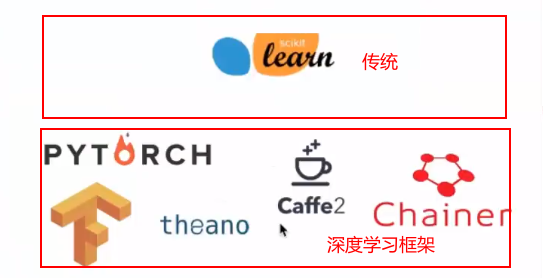 scikit
learn
传统
PYTORCH
theano
Caffe2
Chainer
深度学习框架